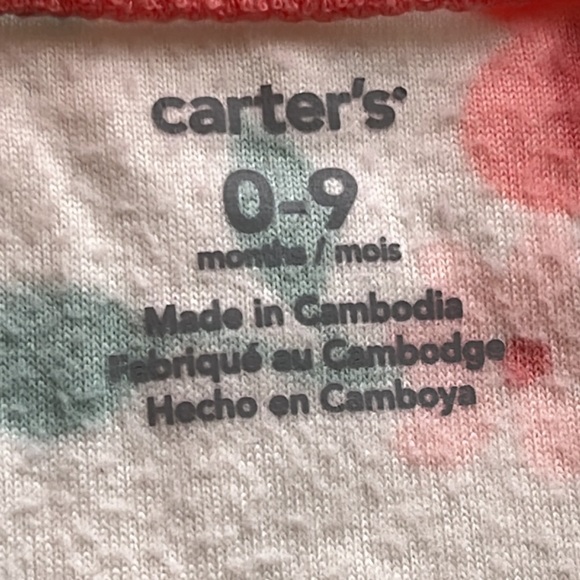 carter's
0-9
months / mois
Made in Cambodia
Fabriqué au Cambodge
Hecho en Camboya